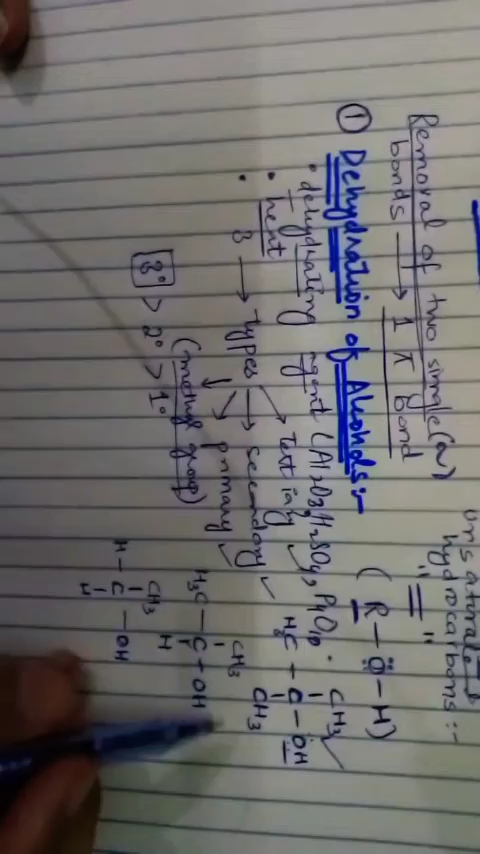 unsaturated
hydrocarbons :-
" = "
Removal of two single (σ)
bonds ⟶ 1 π bond
① Dehydration of Alcohols:- ( R – Ö – H )
• dehydrating agent (Al2O3, H2SO4, P4O10 .
• heat
• 3 → types → Tertiary ✓
→ secondary ✓
→ primary ✓
3° > 2° > 1°
(methyl group)
CH3 ✓
H3C – C – OH
CH3
CH3
H3C – C – OH
H
CH3
H – C – OH
H